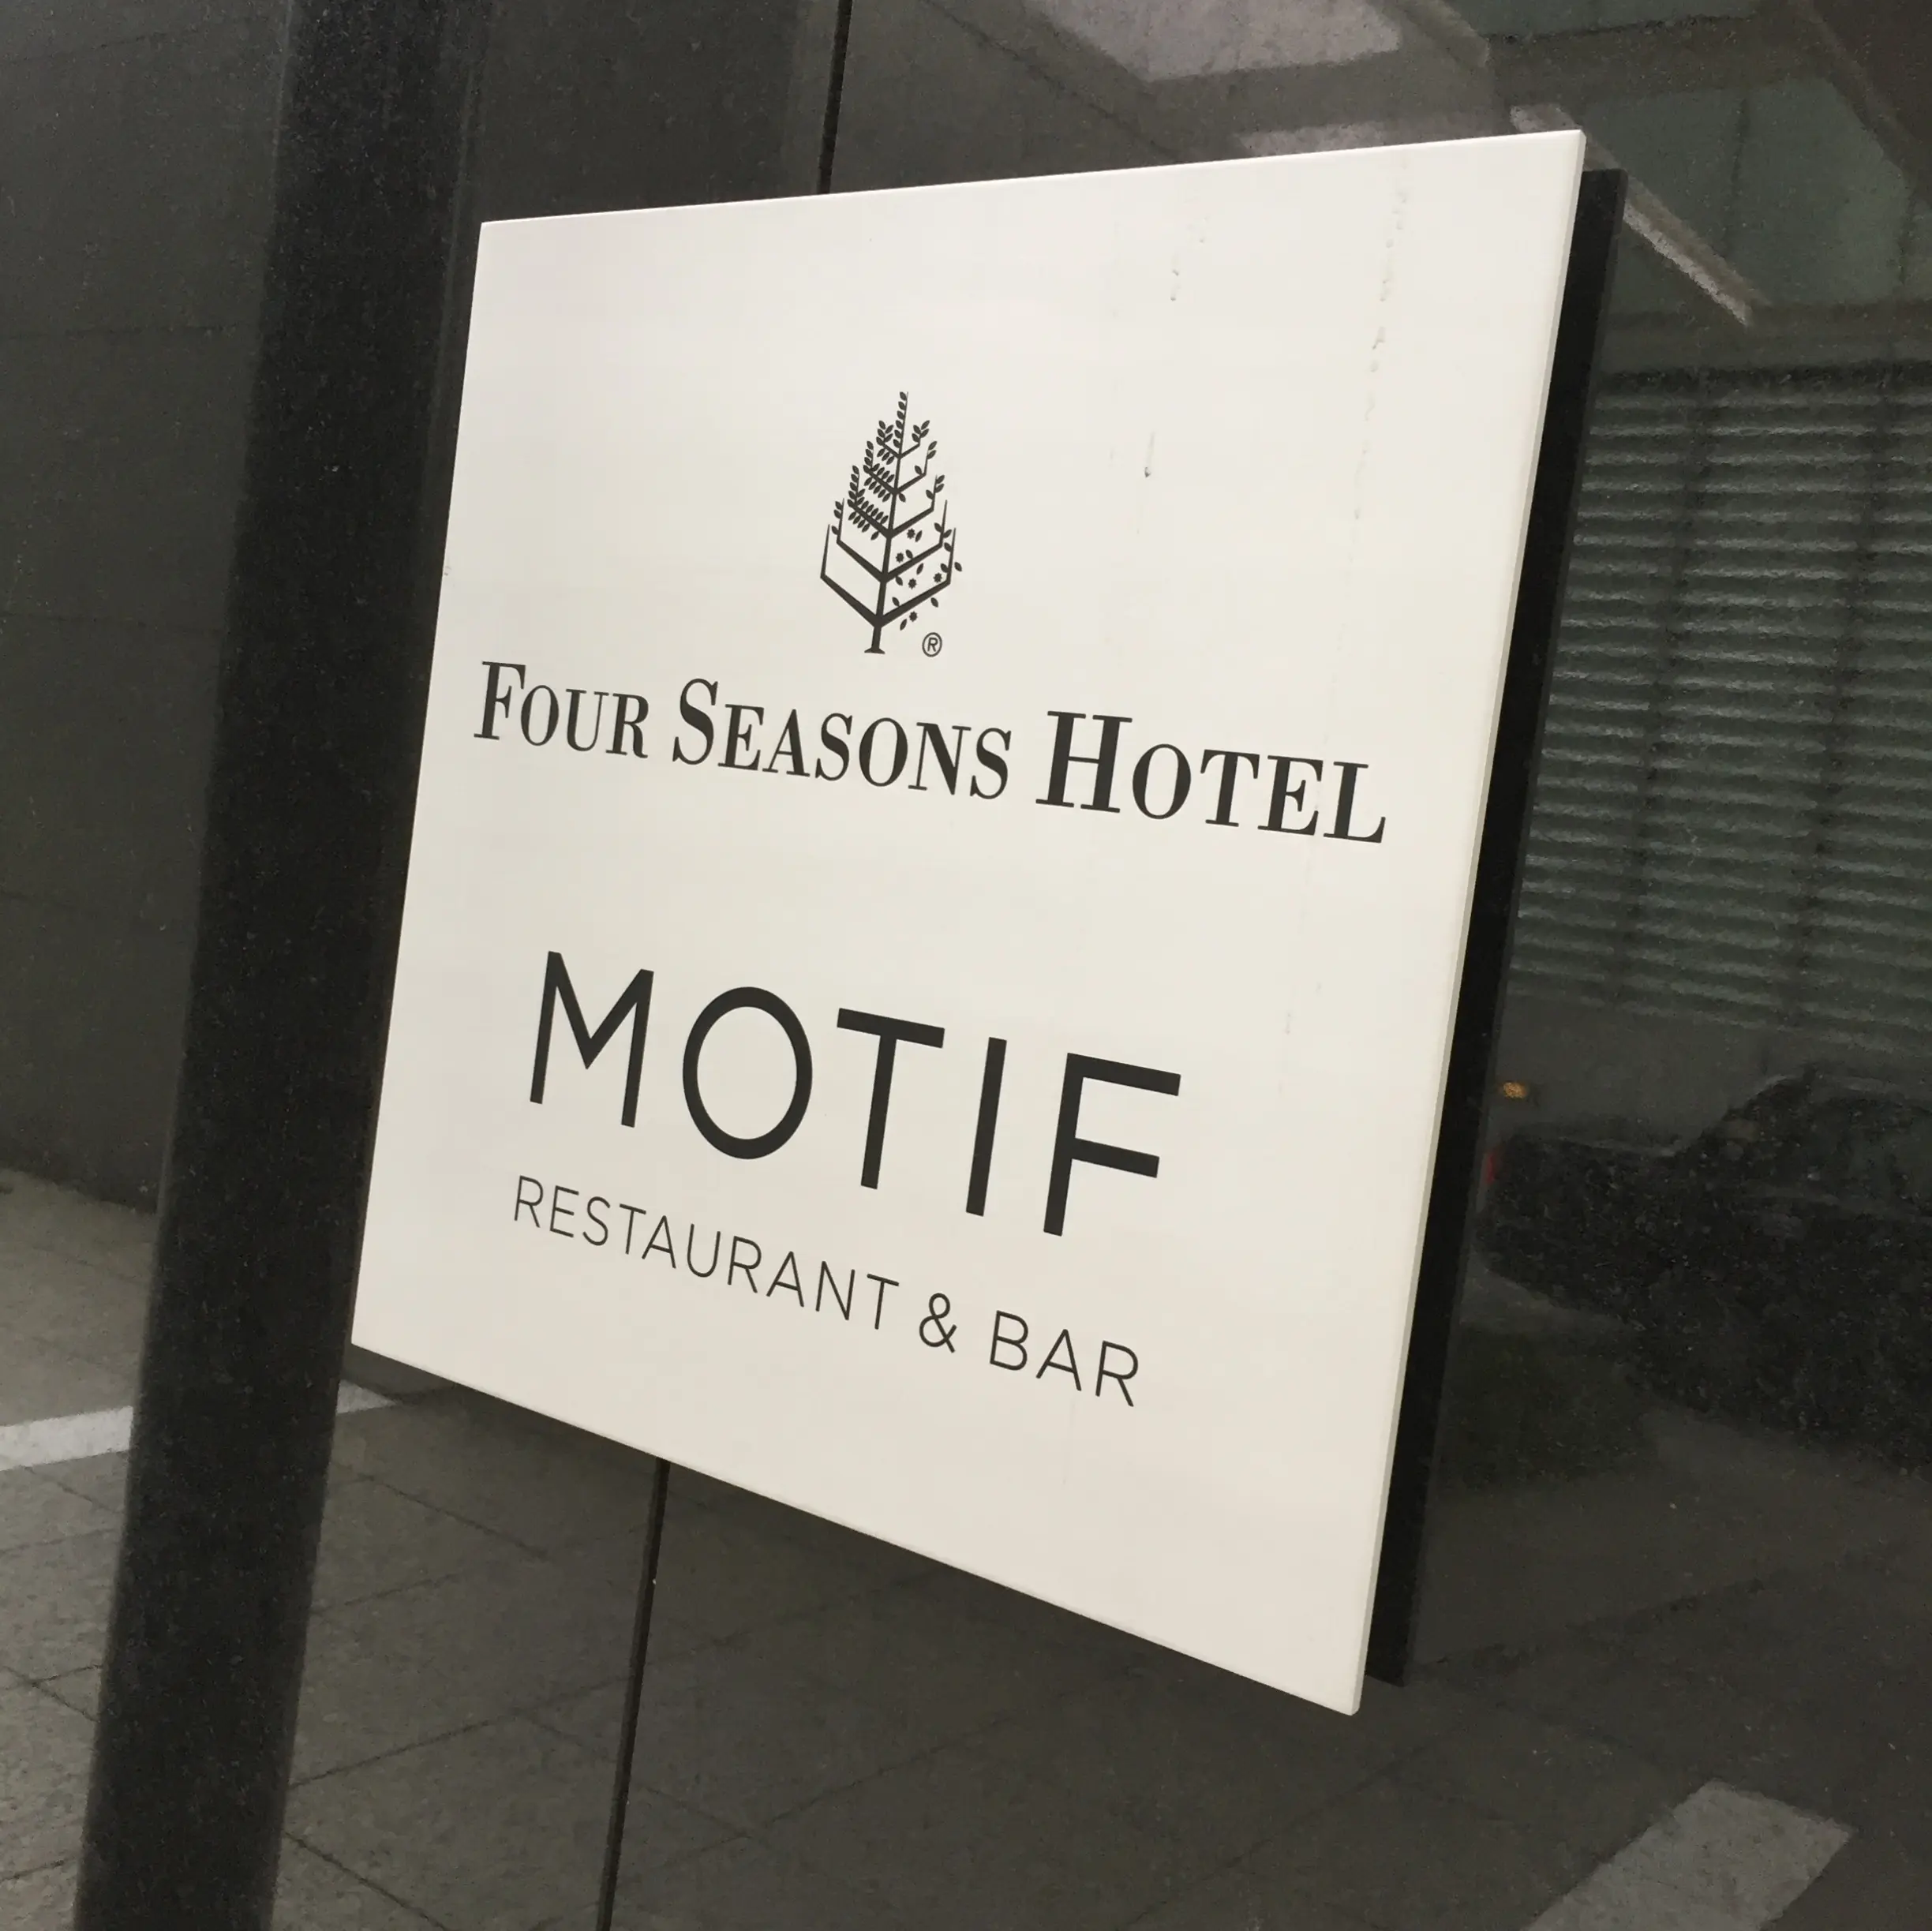 ®
FOUR SEASONS HOTEL
MOTIF
RESTAURANT & BAR